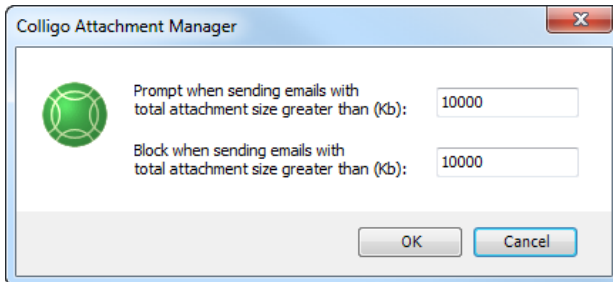 Colligo Attachment Manager
Prompt when sending emails with
total attachment size greater than (Kb):
10000
Block when sending emails with
total attachment size greater than (Kb):
10000
OK
Cancel